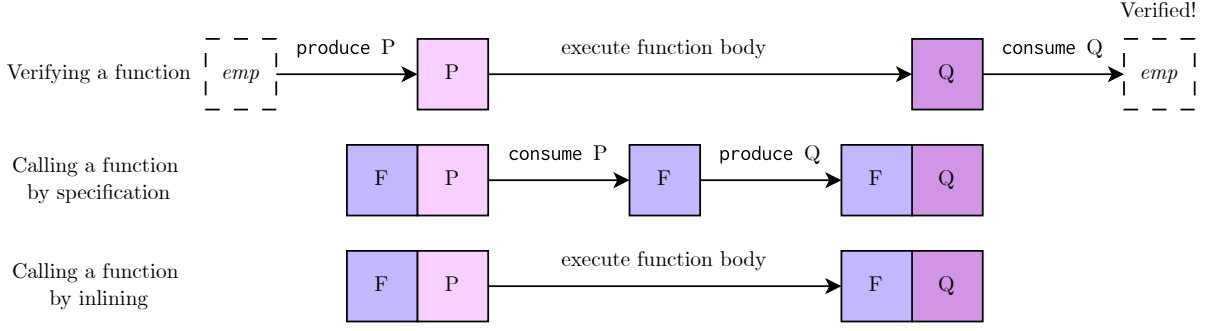 Verified!
produce P
execute function body
consume Q
Verifying a function
emp
P
Q
emp
Calling a function
by specification
consume P
produce Q
F
P
F
F
Q
Calling a function
by inlining
execute function body
F
P
F
Q